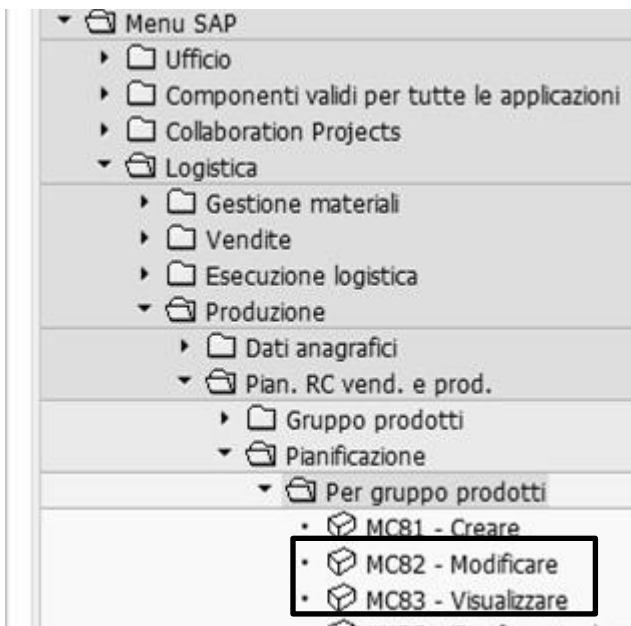 Menu SAP
Ufficio
Componenti validi per tutte le applicazioni
Collaboration Projects
Logistica
Gestione materiali
Vendite
Esecuzione logistica
Produzione
Dati anagrafici
Pian. RC vend. e prod.
Gruppo prodotti
Pianificazione
Per gruppo prodotti
MC81 - Creare
MC82 - Modificare
MC83 - Visualizzare